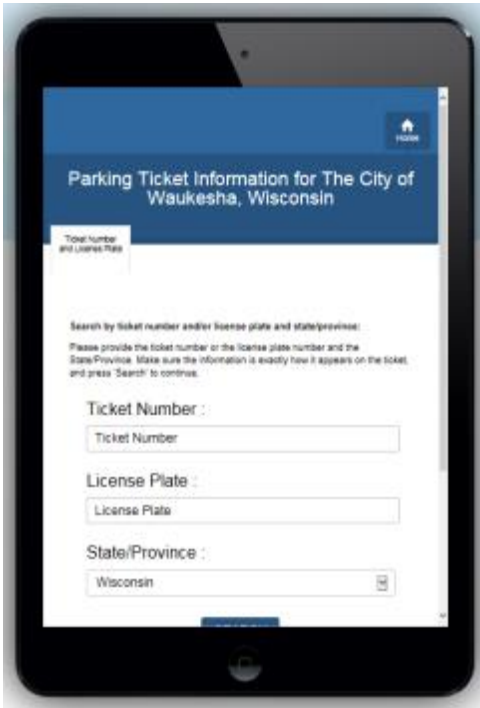 Home
Parking Ticket Information for The City of
Waukesha, Wisconsin
Ticket Number
and License Plate
Search by ticket number and/or license plate and state/province:
Please provide the ticket number or the license plate number and the
State/Province. Make sure the information is exactly how it appears on the ticket,
and press 'Search' to continue.
Ticket Number :
Ticket Number
License Plate :
License Plate
State/Province :
Wisconsin